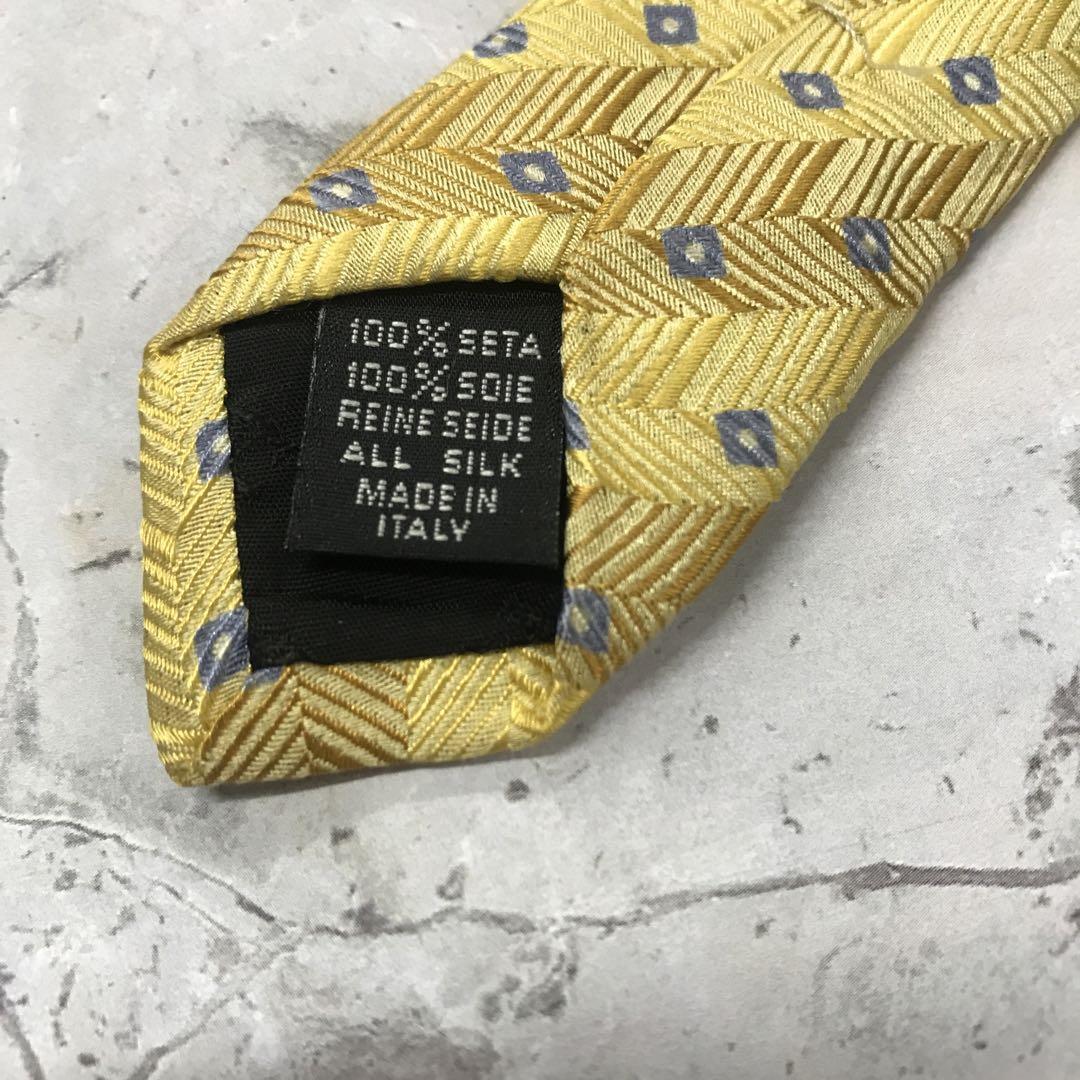 100% SETA
100% SOIE
REINE SEIDE
ALL SILK
MADE IN
ITALY